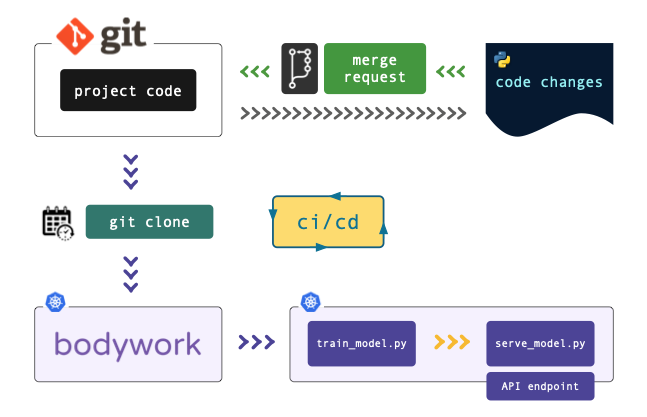 git
project code
merge
request
code changes
git clone
ci/cd
bodywork
train_model.py
serve_model.py
API endpoint